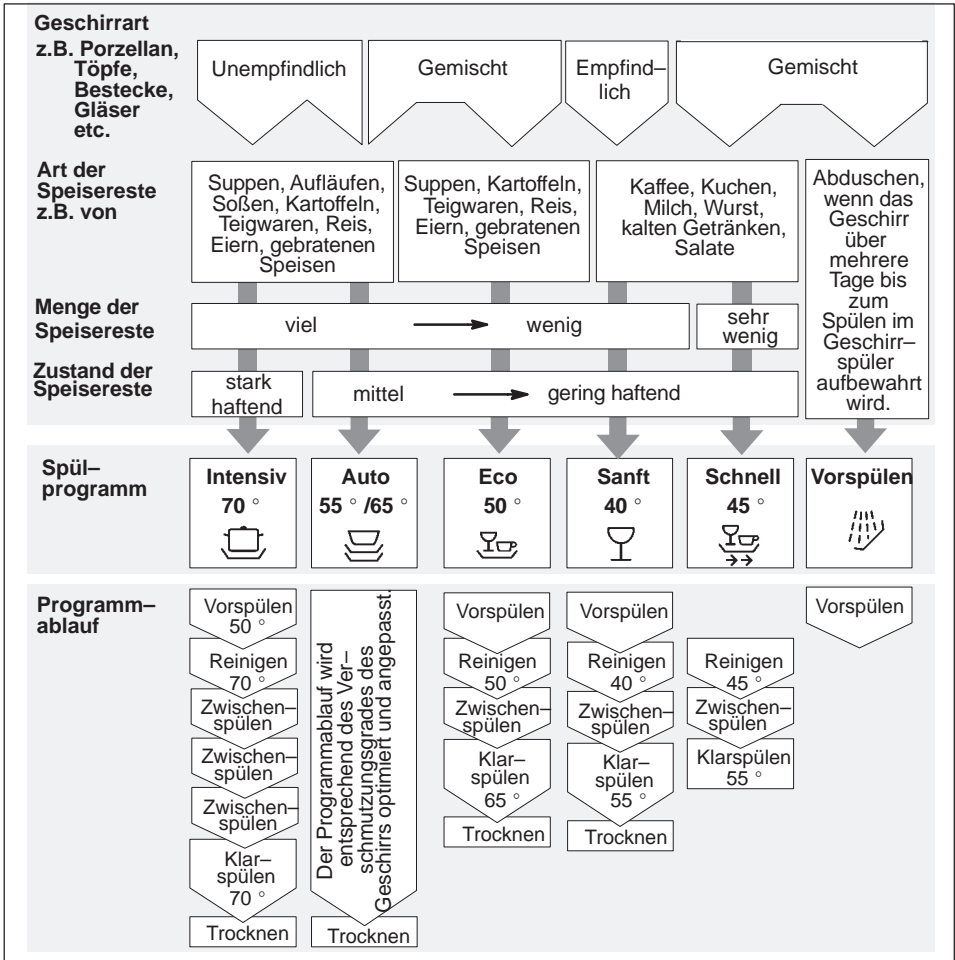 Geschirrart
z.B. Porzellan,
Töpfe,
Bestecke,
Gläser
etc.
Unempfindlich
Gemischt
Empfind–
lich
Gemischt
Art der
Speisereste
z.B. von
Suppen, Aufläufen,
Soßen, Kartoffeln,
Teigwaren, Reis,
Eiern, gebratenen
Speisen
Suppen, Kartoffeln,
Teigwaren, Reis,
Eiern, gebratenen
Speisen
Kaffee, Kuchen,
Milch, Wurst,
kalten Getränken,
Salate
Abduschen,
wenn das
Geschirr
über
mehrere
Tage bis
zum
Spülen im
Geschirr–
spüler
aufbewahrt
wird.
Menge der
Speisereste
viel
wenig
sehr
wenig
Zustand der
Speisereste
stark
haftend
mittel
gering haftend
Spül–
programm
Intensiv
70 °
Auto
55 ° /65 °
Eco
50 °
Sanft
40 °
Schnell
45 °
Vorspülen
Programm–
ablauf
Vorspülen
50 °
Reinigen
70 °
Zwischen–
spülen
Zwischen–
spülen
Zwischen–
spülen
Klar–
spülen
70 °
Trocknen
Der Programmablauf wird
entsprechend des Ver–
schmutzungsgrades des
Geschirrs optimiert und angepasst.
Trocknen
Vorspülen
Reinigen
50 °
Zwischen–
spülen
Klar–
spülen
65 °
Trocknen
Vorspülen
Reinigen
40 °
Zwischen–
spülen
Klar–
spülen
55 °
Trocknen
Reinigen
45 °
Zwischen–
spülen
Klarspülen
55 °
Vorspülen